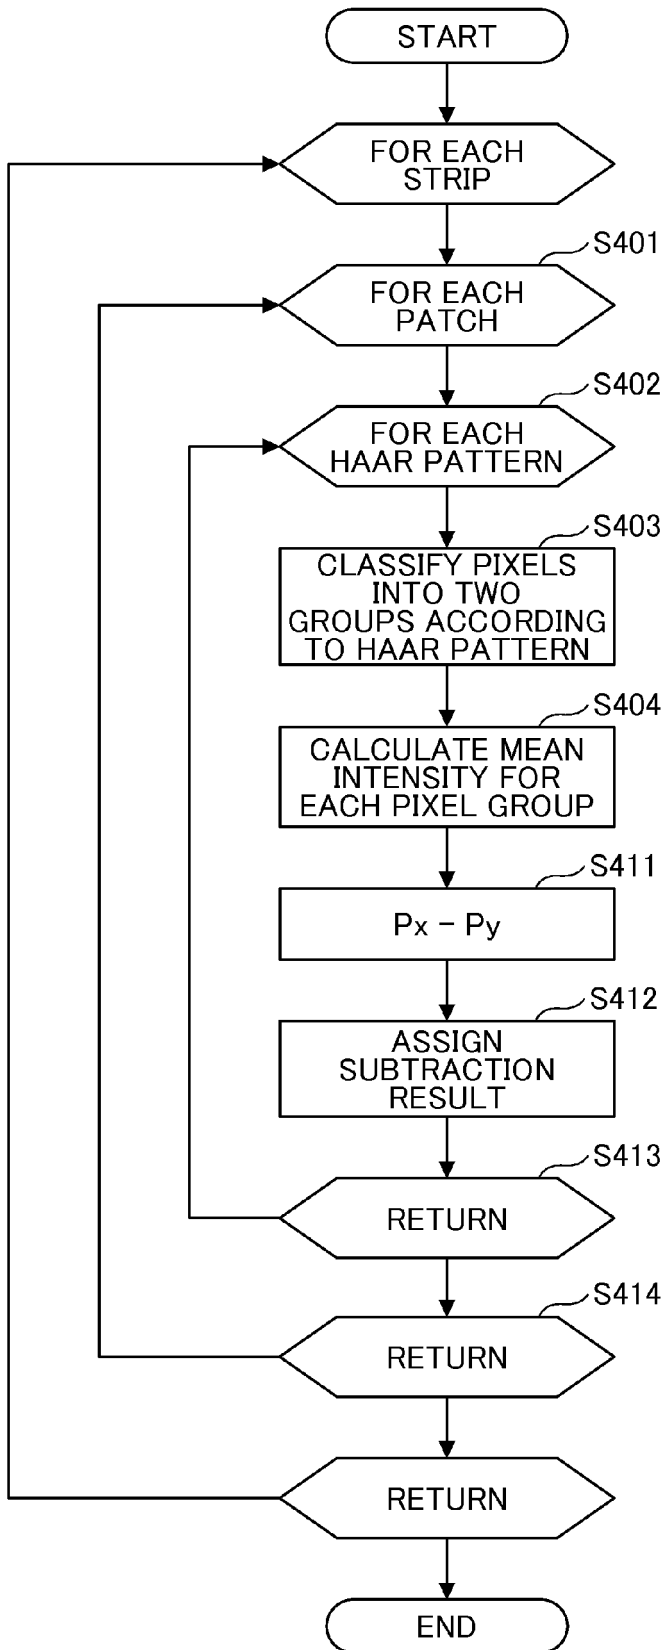 START
FOR EACH
STRIP
S401
FOR EACH
PATCH
S402
FOR EACH
HAAR PATTERN
S403
CLASSIFY PIXELS
INTO TWO
GROUPS ACCORDING
TO HAAR PATTERN
S404
CALCULATE MEAN
INTENSITY FOR
EACH PIXEL GROUP
S411
Px − Py
S412
ASSIGN
SUBTRACTION
RESULT
S413
RETURN
S414
RETURN
RETURN
END